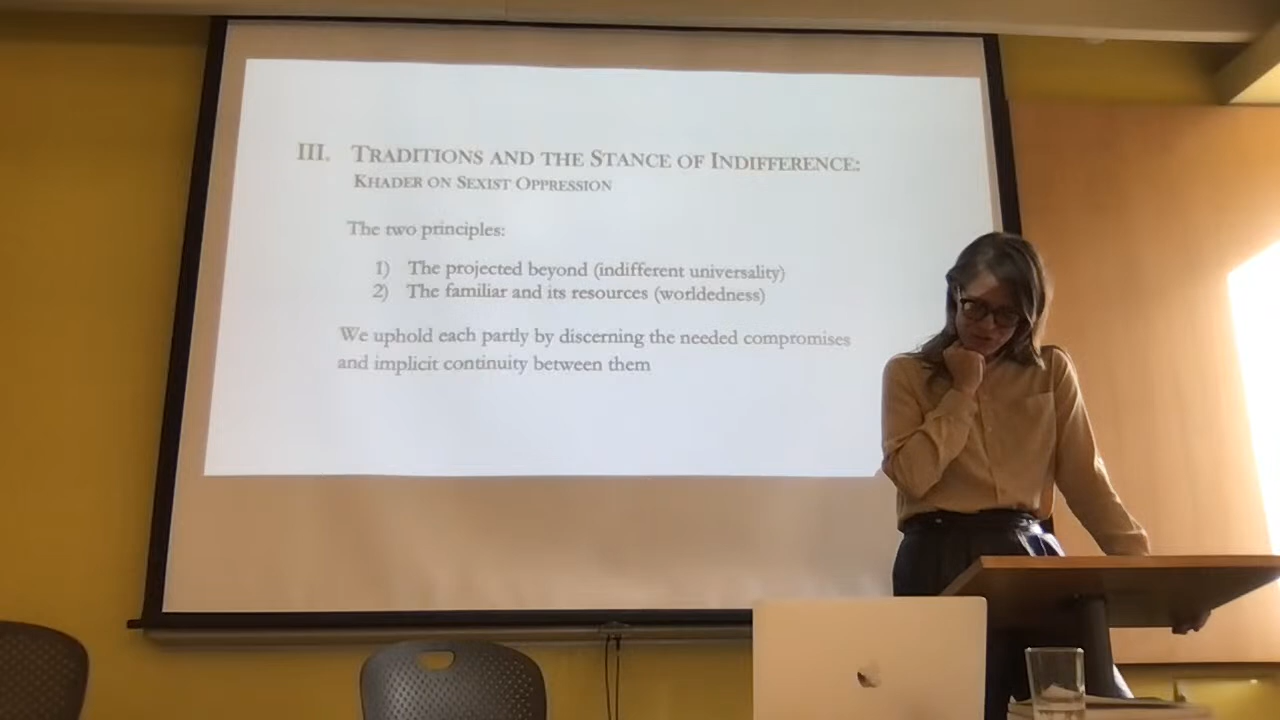 III. TRADITIONS AND THE STANCE OF INDIFFERENCE:
KHADER ON SEXIST OPPRESSION
The two principles:
1) The projected beyond (indifferent universality)
2) The familiar and its resources (worldedness)
We uphold each partly by discerning the needed compromises
and implicit continuity between them